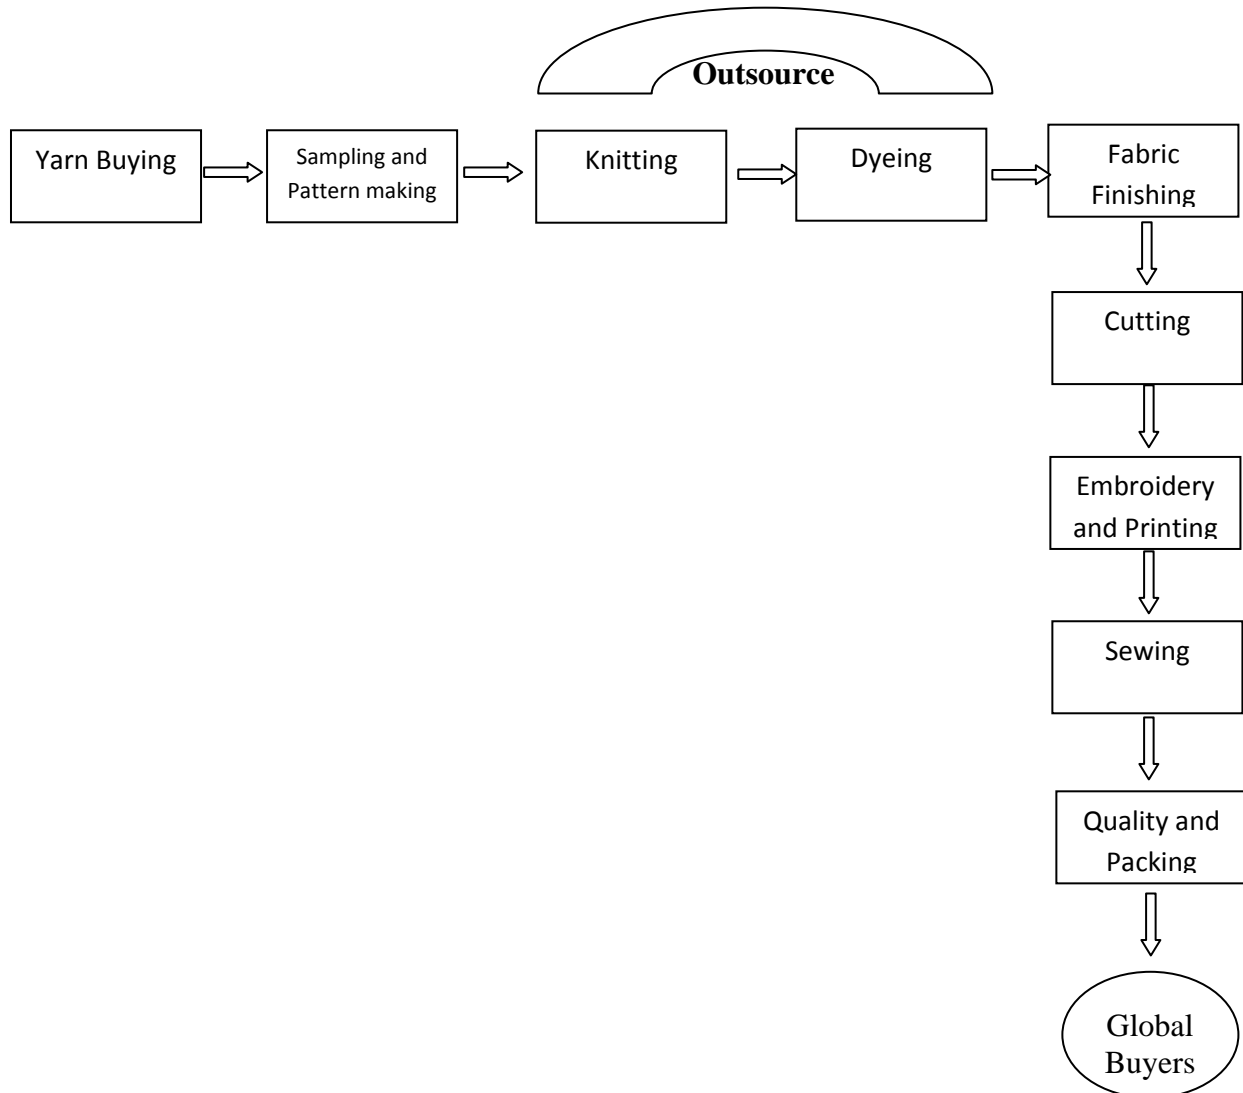 Outsource
Yarn Buying
Sampling and
Pattern making
Knitting
Dyeing
Fabric
Finishing
Cutting
Embroidery
and Printing
Sewing
Quality and
Packing
Global
Buyers